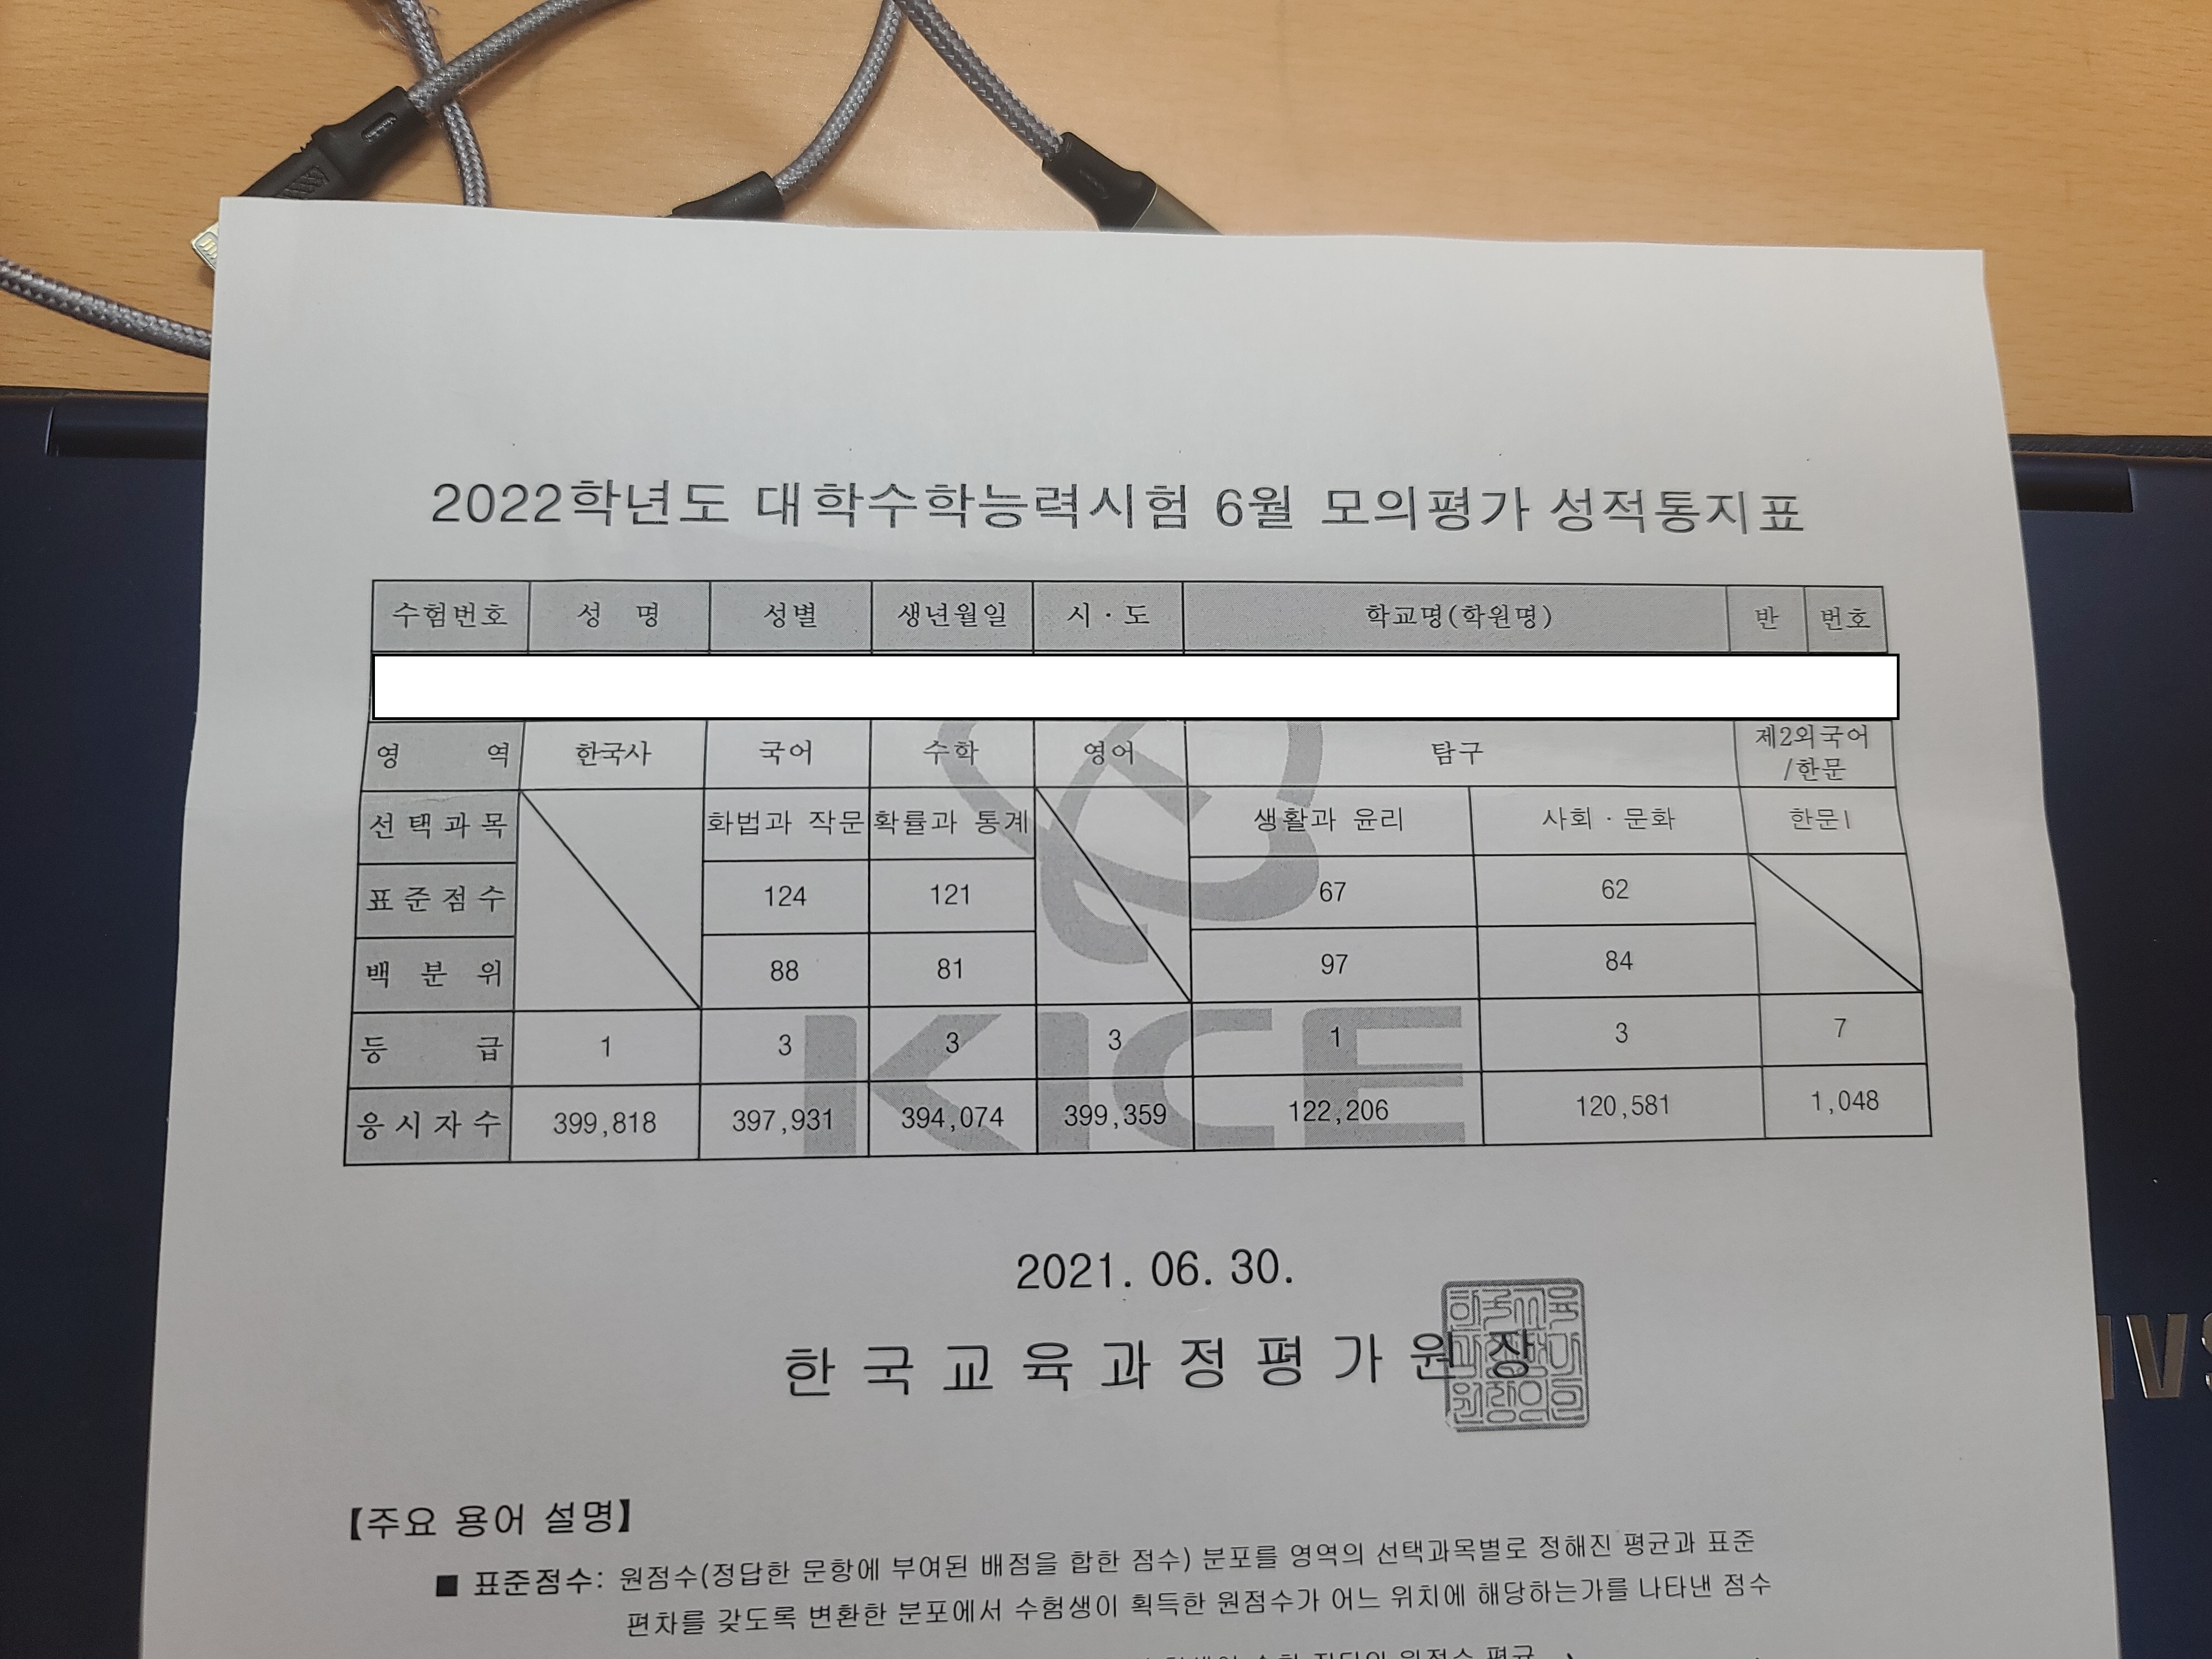 2022학년도 대학수학능력시험 6월 모의평가 성적통지표
수험번호 성 명 성별 생년월일 시·도 학교명(학원명) 반 번호
영 역 한국사 국어 수학 영어 탐구 제2외국어/한문
선택과목 화법과 작문 확률과 통계 생활과 윤리 사회·문화 한문I
표준점수 124 121 67 62
백 분 위 88 81 97 84
등 급 1 3 3 3 1 3 7
응시자수 399,818 397,931 394,074 399,359 122,206 120,581 1,048
KICE
2021. 06. 30.
한국교육과정평가원장
【주요 용어 설명】
■ 표준점수: 원점수(정답한 문항에 부여된 배점을 합한 점수) 분포를 영역의 선택과목별로 정해진 평균과 표준
편차를 갖도록 변환한 분포에서 수험생이 획득한 원점수가 어느 위치에 해당하는가를 나타낸 점수